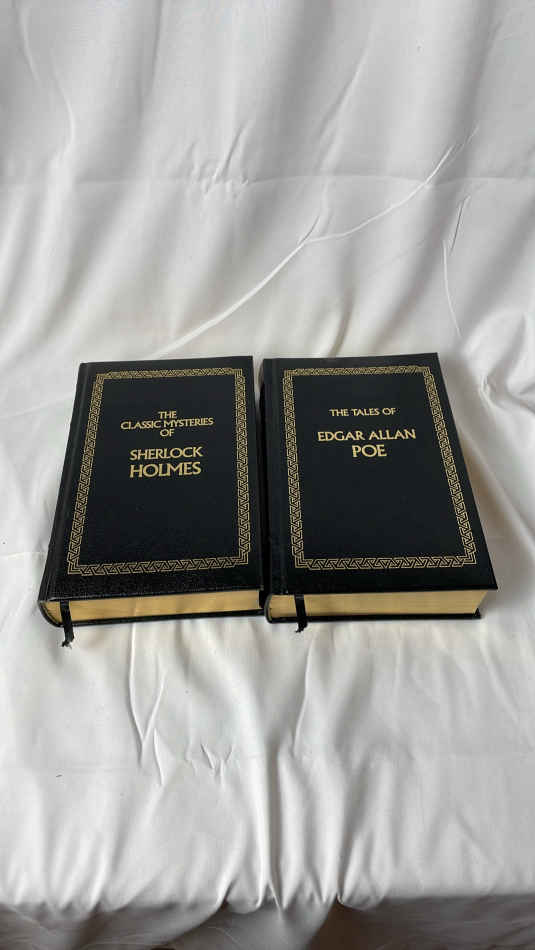 THE
CLASSIC MYSTERIES
OF
SHERLOCK
HOLMES
THE TALES OF
EDGAR ALLAN
POE